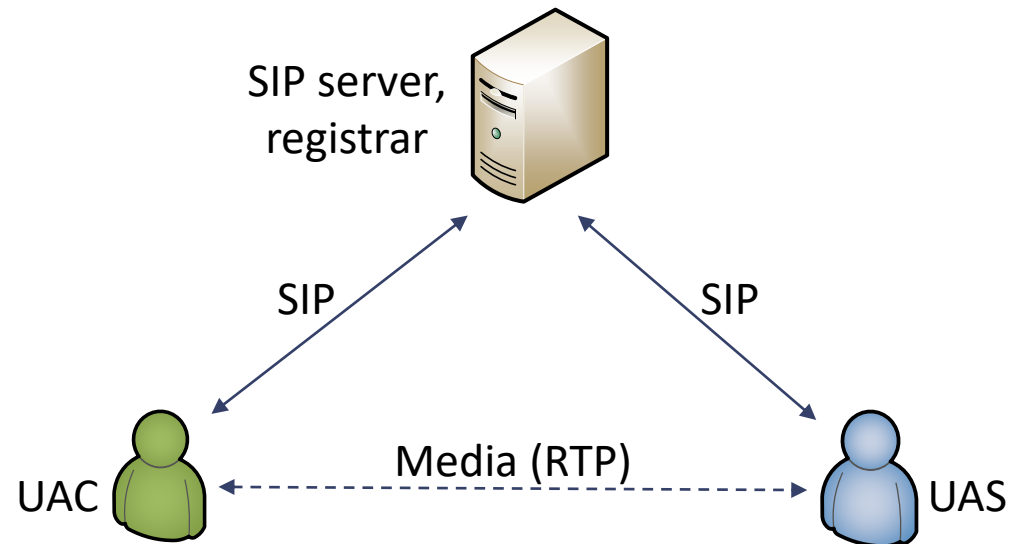 SIP server,
registrar
SIP
SIP
Media (RTP)
UAC
UAS